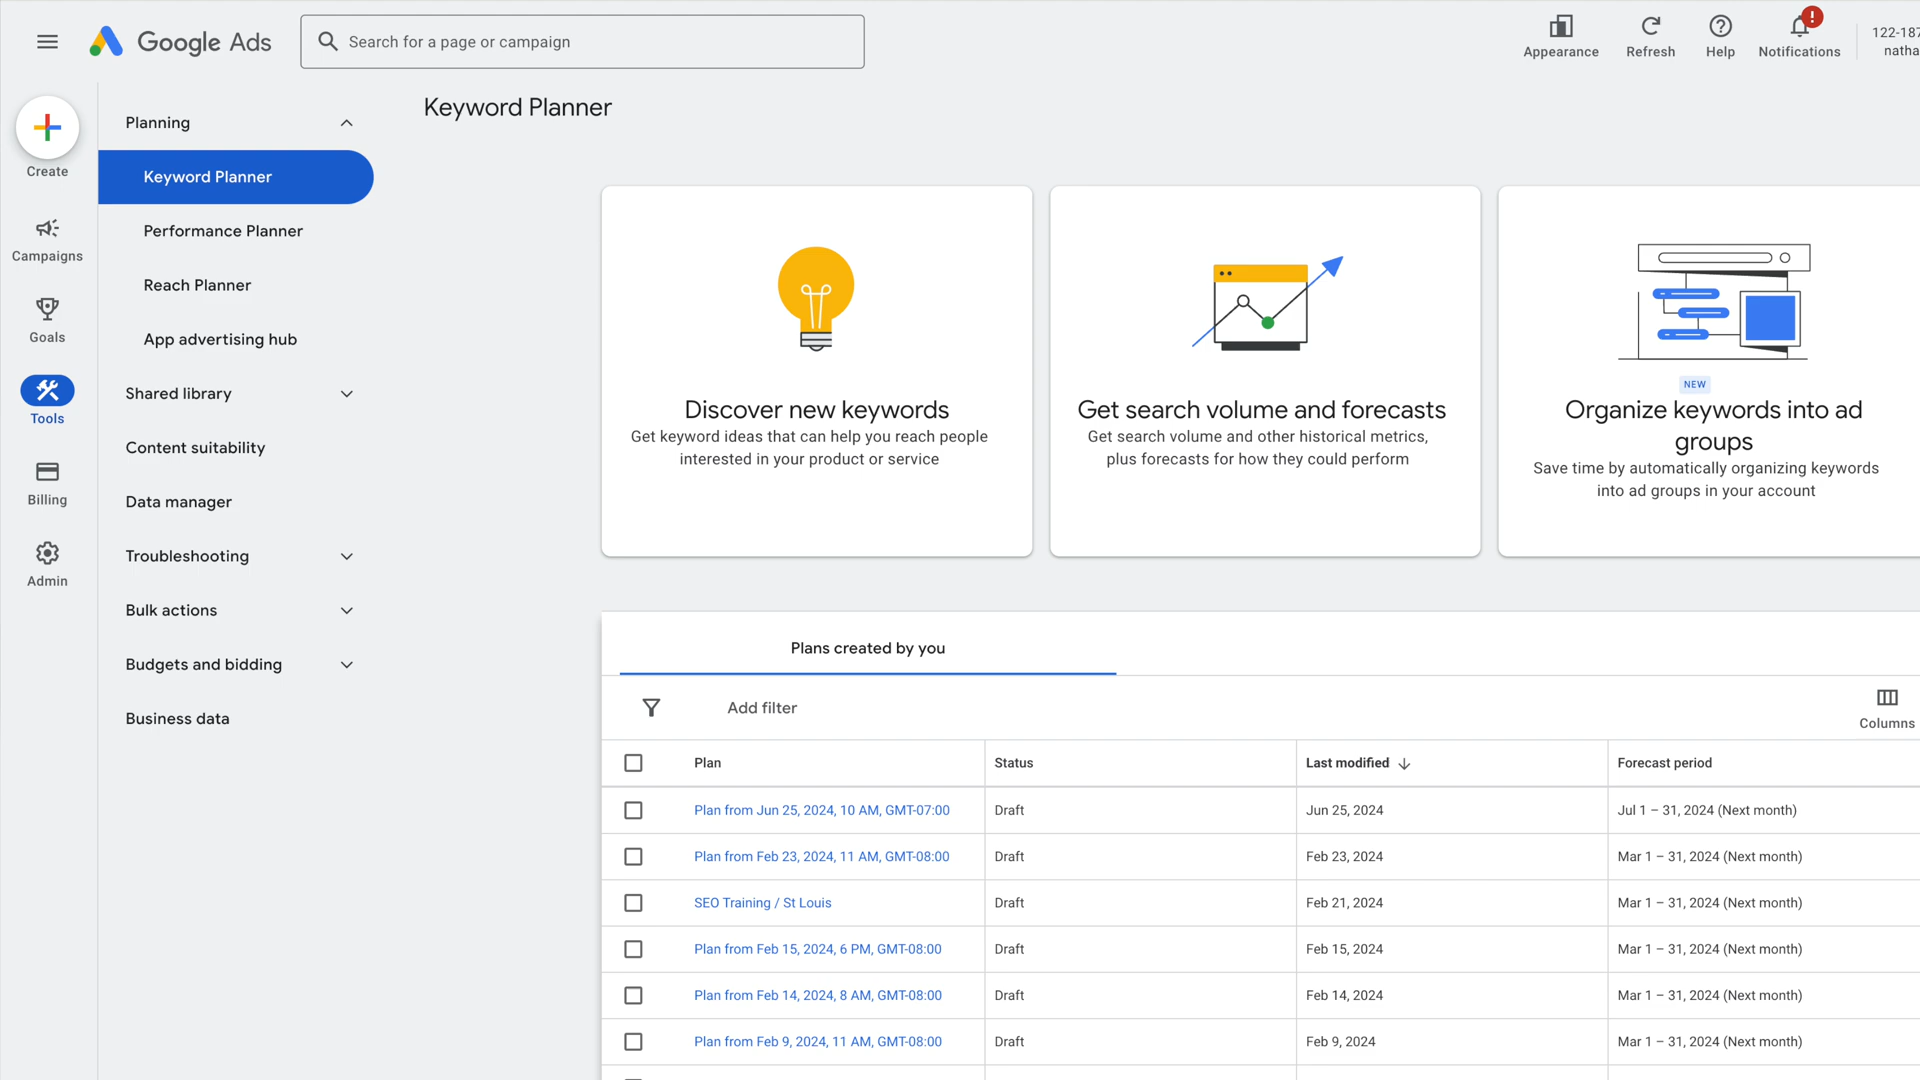 Google Ads
Search for a page or campaign
Appearance
Refresh
Help
!
Notifications
122-187
natha
Create
Campaigns
Goals
Tools
Billing
Admin
Planning
Keyword Planner
Performance Planner
Reach Planner
App advertising hub
Shared library
Content suitability
Data manager
Troubleshooting
Bulk actions
Budgets and bidding
Business data
Keyword Planner
Discover new keywords
Get keyword ideas that can help you reach people
interested in your product or service
Get search volume and forecasts
Get search volume and other historical metrics,
plus forecasts for how they could perform
NEW
Organize keywords into ad
groups
Save time by automatically organizing keywords
into ad groups in your account
Plans created by you
Add filter
Columns
Plan Status Last modified Forecast period
Plan from Jun 25, 2024, 10 AM, GMT-07:00 Draft Jun 25, 2024 Jul 1 – 31, 2024 (Next month)
Plan from Feb 23, 2024, 11 AM, GMT-08:00 Draft Feb 23, 2024 Mar 1 – 31, 2024 (Next month)
SEO Training / St Louis Draft Feb 21, 2024 Mar 1 – 31, 2024 (Next month)
Plan from Feb 15, 2024, 6 PM, GMT-08:00 Draft Feb 15, 2024 Mar 1 – 31, 2024 (Next month)
Plan from Feb 14, 2024, 8 AM, GMT-08:00 Draft Feb 14, 2024 Mar 1 – 31, 2024 (Next month)
Plan from Feb 9, 2024, 11 AM, GMT-08:00 Draft Feb 9, 2024 Mar 1 – 31, 2024 (Next month)